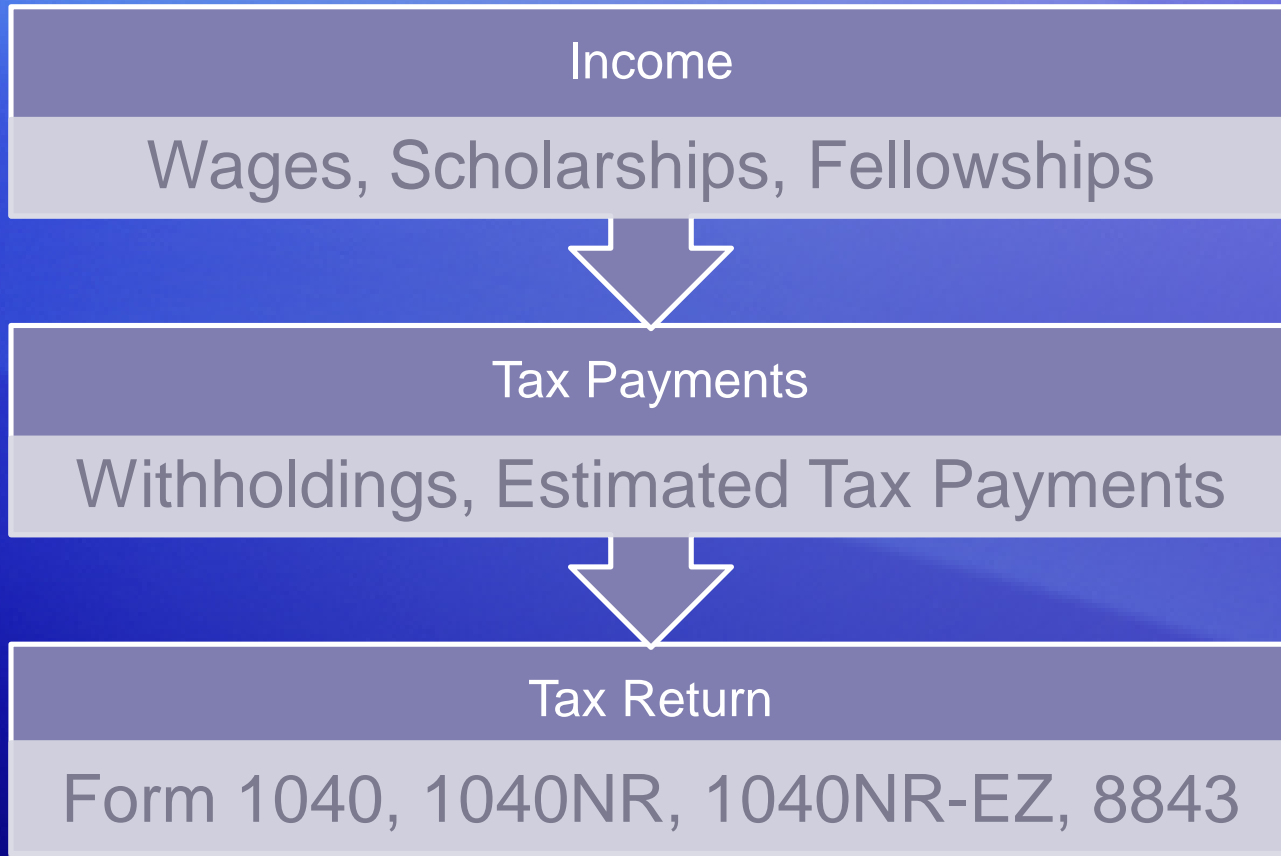 Income
Wages, Scholarships, Fellowships
Tax Payments
Withholdings, Estimated Tax Payments
Tax Return
Form 1040, 1040NR, 1040NR-EZ, 8843